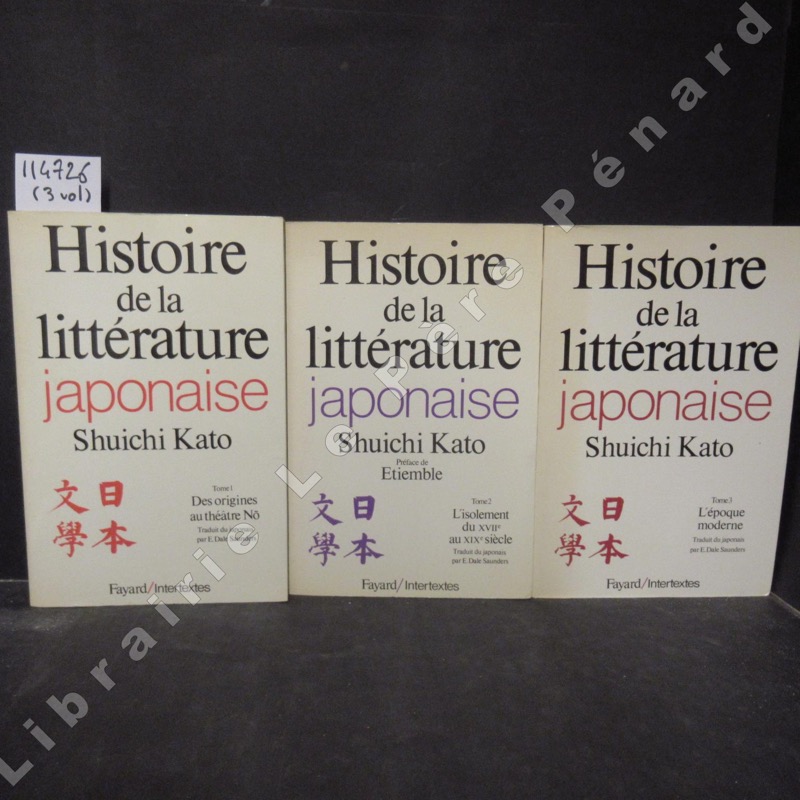 114726
(3 vol)
Histoire
de la
littérature
japonaise
Shuichi Kato
日本
文學
Tome 1
Des origines
au théâtre Nō
Traduit du japonais
par E. Dale Saunders
Fayard/Intertextes
Histoire
de la
littérature
japonaise
Shuichi Kato
Préface de
Etiemble
日本
文學
Tome 2
L'isolement
du XVIIe
au XIXe siècle
Traduit du japonais
par E. Dale Saunders
Fayard/Intertextes
Histoire
de la
littérature
japonaise
Shuichi Kato
日本
文學
Tome 3
L'époque
moderne
Traduit du japonais
par E. Dale Saunders
Fayard/Intertextes
Librairie Le Père Pénard